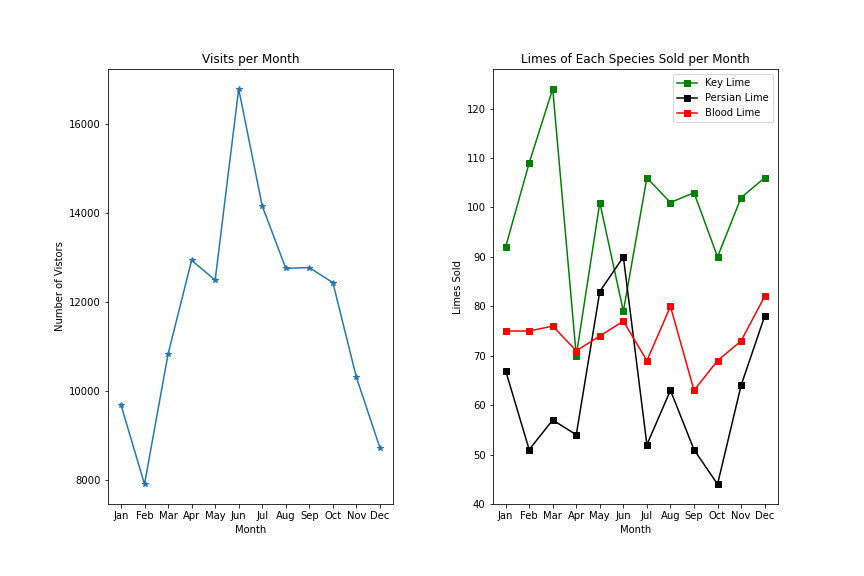 Visits per Month
Number of Vistors
16000
14000
12000
10000
8000
Jan Feb Mar Apr May Jun Jul Aug Sep Oct Nov Dec
Month
Limes of Each Species Sold per Month
Key Lime
Persian Lime
Blood Lime
Limes Sold
120
110
100
90
80
70
60
50
40
Jan Feb Mar Apr May Jun Jul Aug Sep Oct Nov Dec
Month